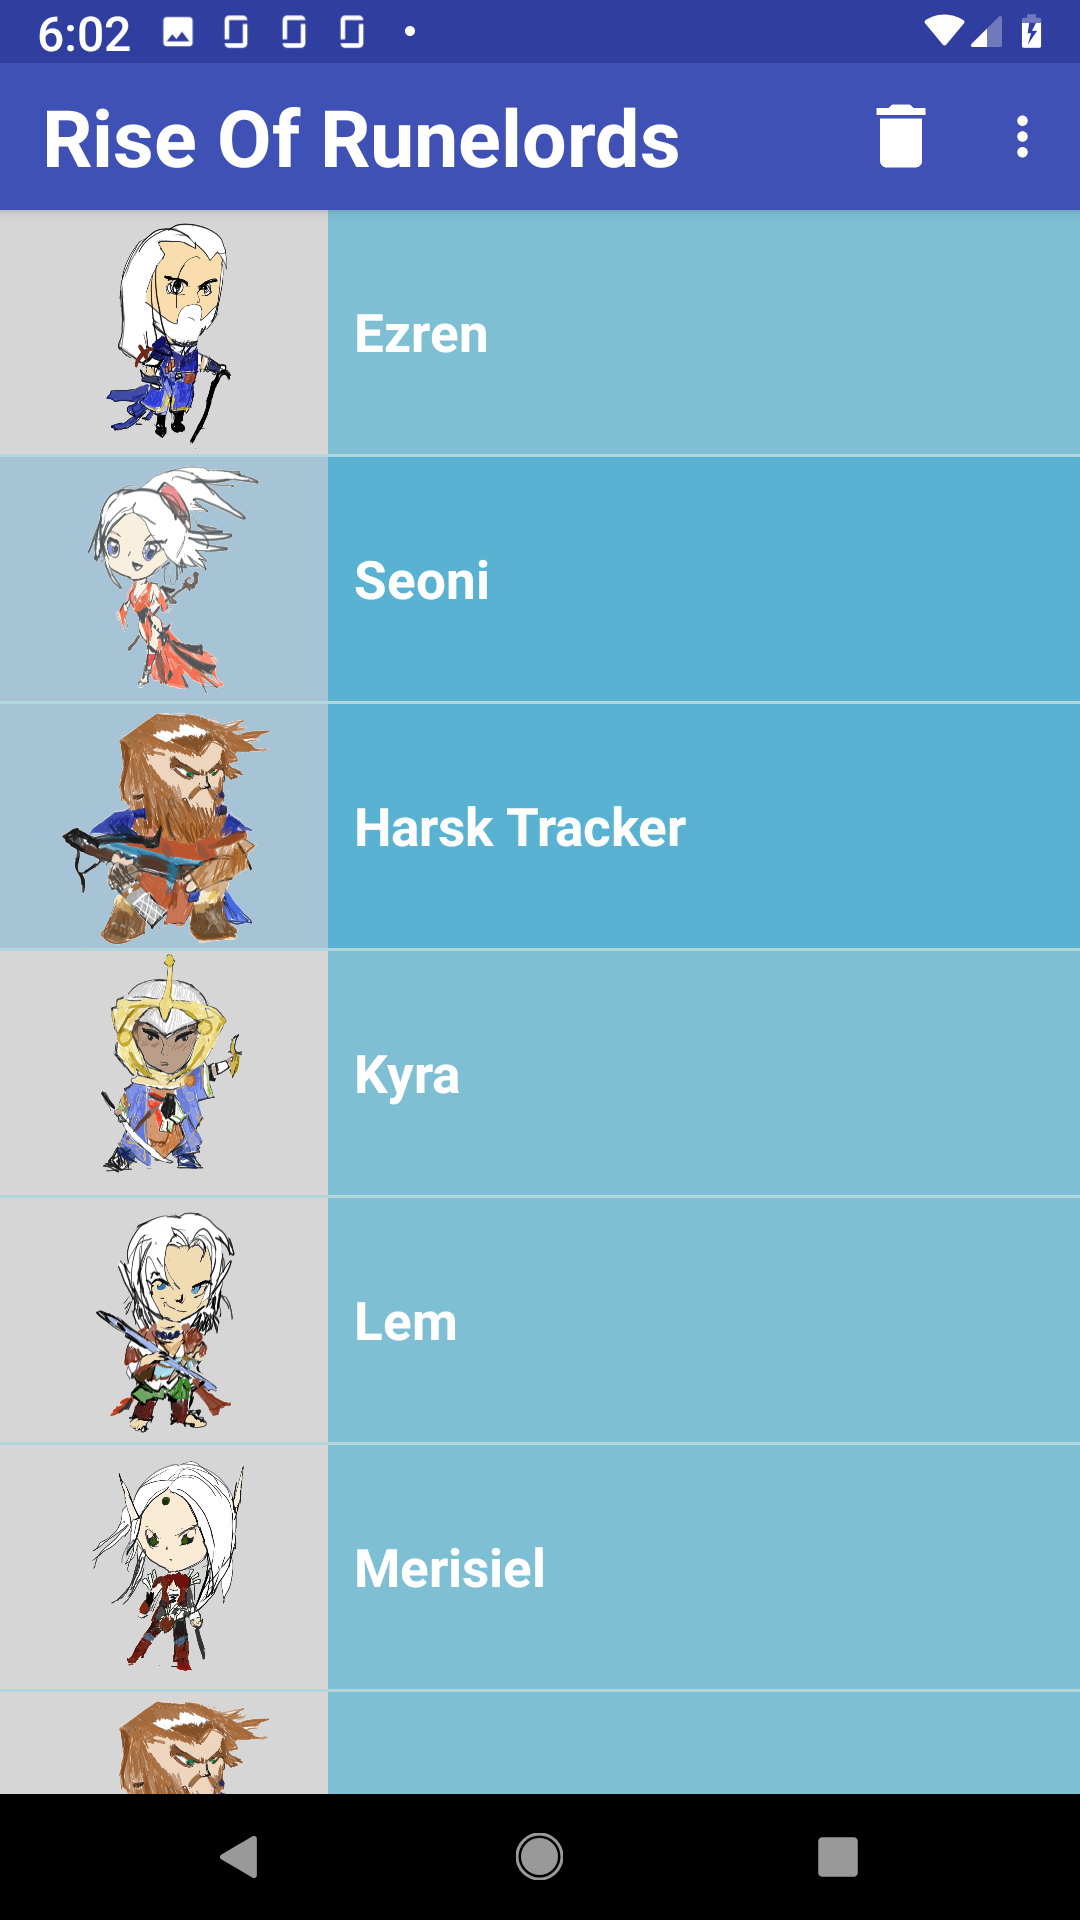 6:02
Rise Of Runelords
Ezren
Seoni
Harsk Tracker
Kyra
Lem
Merisiel